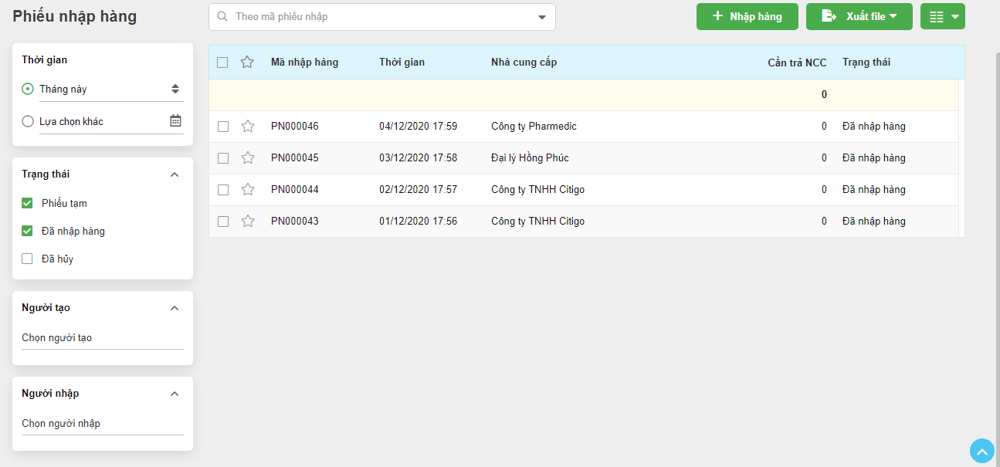 Phiếu nhập hàng
Theo mã phiếu nhập
Nhập hàng
Xuất file
Thời gian
Tháng này
Lựa chọn khác
Trạng thái
Phiếu tạm
Đã nhập hàng
Đã hủy
Người tạo
Chọn người tạo
Người nhập
Chọn người nhập
Mã nhập hàng Thời gian Nhà cung cấp Cần trả NCC Trạng thái
0
PN000046 04/12/2020 17:59 Công ty Pharmedic 0 Đã nhập hàng
PN000045 03/12/2020 17:58 Đại lý Hồng Phúc 0 Đã nhập hàng
PN000044 02/12/2020 17:57 Công ty TNHH Citigo 0 Đã nhập hàng
PN000043 01/12/2020 17:56 Công ty TNHH Citigo 0 Đã nhập hàng